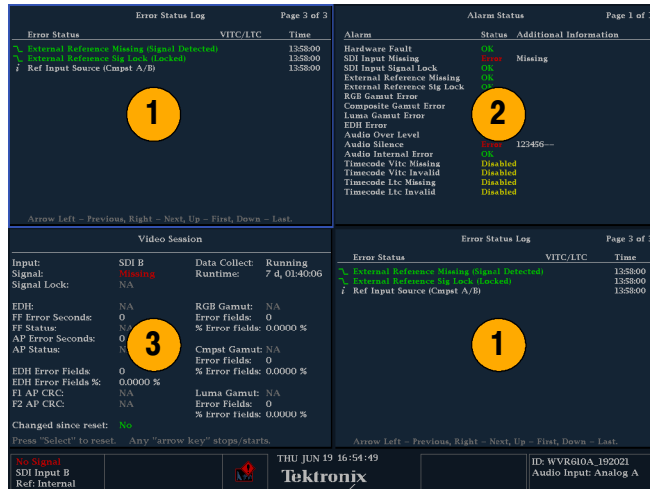 Error Status Log Page 3 of 3
Error Status VITC/LTC Time
External Reference Missing (Signal Detected) 13:58:00
External Reference Sig Lock (Locked) 13:58:00
i Ref Input Source (Cmpst A/B) 13:58:00
1
Arrow Left – Previous, Right – Next, Up – First, Down – Last.
Alarm Status Page 1 of
Alarm Status Additional Information
Hardware Fault OK
SDI Input Missing Error Missing
SDI Input Signal Lock OK
External Reference Missing OK
External Reference Sig Lock OK
RGB Gamut Error
Composite Gamut Error
Luma Gamut Error
EDH Error
Audio Over Level
Audio Silence Error 123456––
Audio Internal Error OK
Timecode Vitc Missing Disabled
Timecode Vitc Invalid Disabled
Timecode Ltc Missing Disabled
Timecode Ltc Invalid Disabled
2
Video Session
Input: SDI B Data Collect: Running
Signal: Missing Runtime: 7 d, 01:40:06
Signal Lock: NA
EDH: NA RGB Gamut: NA
FF Error Seconds: 0 Error fields: 0
FF Status: NA % Error fields: 0.0000 %
AP Error Seconds: 0
AP Status: Cmpst Gamut: NA
Error fields: 0
EDH Error Fields: 0 % Error fields: 0.0000 %
EDH Error Fields %: 0.0000 %
F1 AP CRC: NA Luma Gamut: NA
F2 AP CRC: NA Error Fields: 0
% Error fields: 0.0000 %
Changed since reset: No
Press "Select" to reset. Any "arrow key" stops/starts.
3
Error Status Log Page 3 of
Error Status VITC/LTC Time
External Reference Missing (Signal Detected) 13:58:00
External Reference Sig Lock (Locked) 13:58:00
i Ref Input Source (Cmpst A/B) 13:58:00
1
Arrow Left – Previous, Right – Next, Up – First, Down – Last.
No Signal
SDI Input B
Ref: Internal
THU JUN 19 16:54:49
Tektronix
ID: WVR610A_192021
Audio Input: Analog A